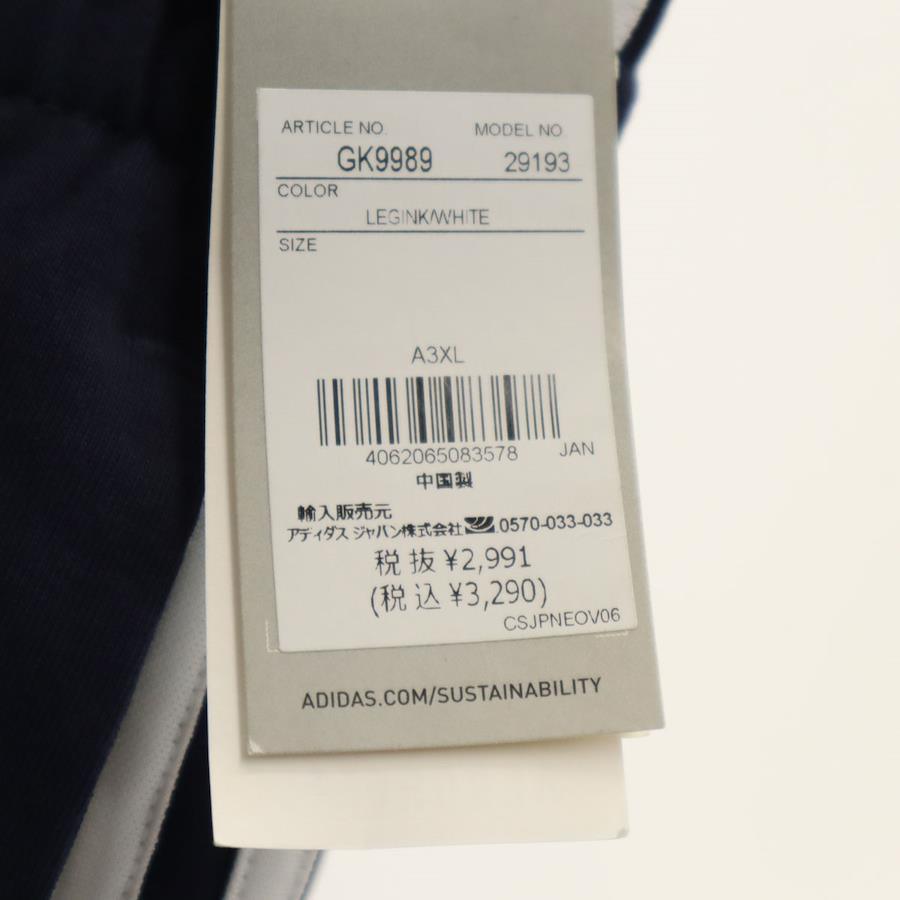 ARTICLE NO. MODEL NO.
GK9989 29193
COLOR
LEGINK/WHITE
SIZE
A3XL
4062065083578 JAN
中国製
輸入販売元
アディダス ジャパン株式会社 0570-033-033
税抜 ¥2,991
(税込 ¥3,290)
CSJPNEOV06
ADIDAS.COM/SUSTAINABILITY